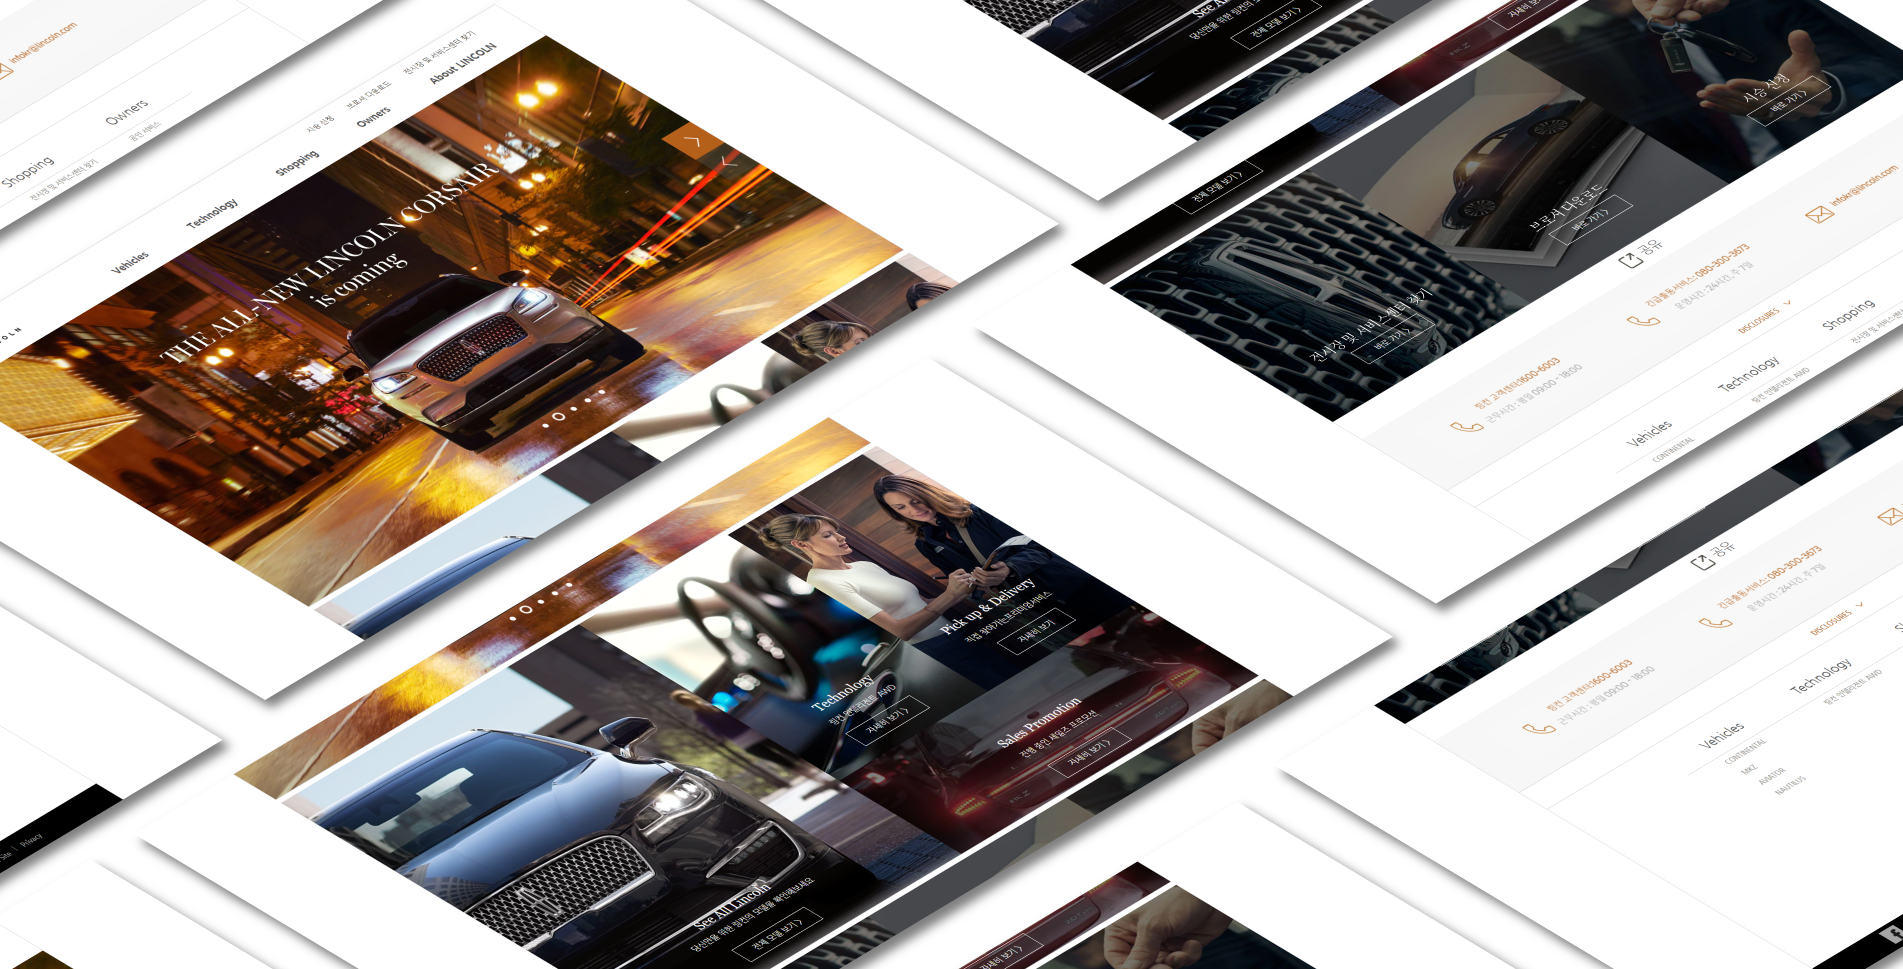 infokr@lincoln.com
Owners
공인 서비스
Shopping
전시장 및 서비스센터 찾기
시승 신청
브로셔 다운로드
전시장 및 서비스센터 찾기
Vehicles
Technology
Shopping
Owners
About LINCOLN
THE ALL-NEW LINCOLN CORSAIR
is coming
당신만을 위한 링컨의
전체 모델 보기 >
전체 모델 보기 >
시승 신청
바로 가기 >
브로셔 다운로드
바로 가기 >
전시장 및 서비스센터 찾기
바로 가기 >
공유
infokr@lincoln.com
긴급출동서비스: 080-300-3673
운영시간 : 24시간, 주 7일
링컨 고객센터:1600-6003
근무시간 : 평일 09:00 - 18:00
DISCLOSURES
Shopping
Technology
링컨 인텔리전트 AWD
Vehicles
CONTINENTAL
Pick up & Delivery
직접 찾아가는 프리미엄 서비스
자세히 보기
Technology
링컨 인텔리전트 AWD
자세히 보기 >
Sales Promotion
진행 중인 세일즈 프로모션
자세히 보기 >
See All Lincoln
당신만을 위한 링컨의 모델을 확인해보세요
전체 모델 보기 >
공유
긴급출동서비스: 080-300-3673
운영시간 : 24시간, 주 7일
링컨 고객센터:1600-6003
근무시간 : 평일 09:00 - 18:00
DISCLOSURES
Technology
링컨 인텔리전트 AWD
Vehicles
CONTINENTAL
MKZ
AVIATOR
NAUTILUS
자세히 보기 >
Site | Privacy